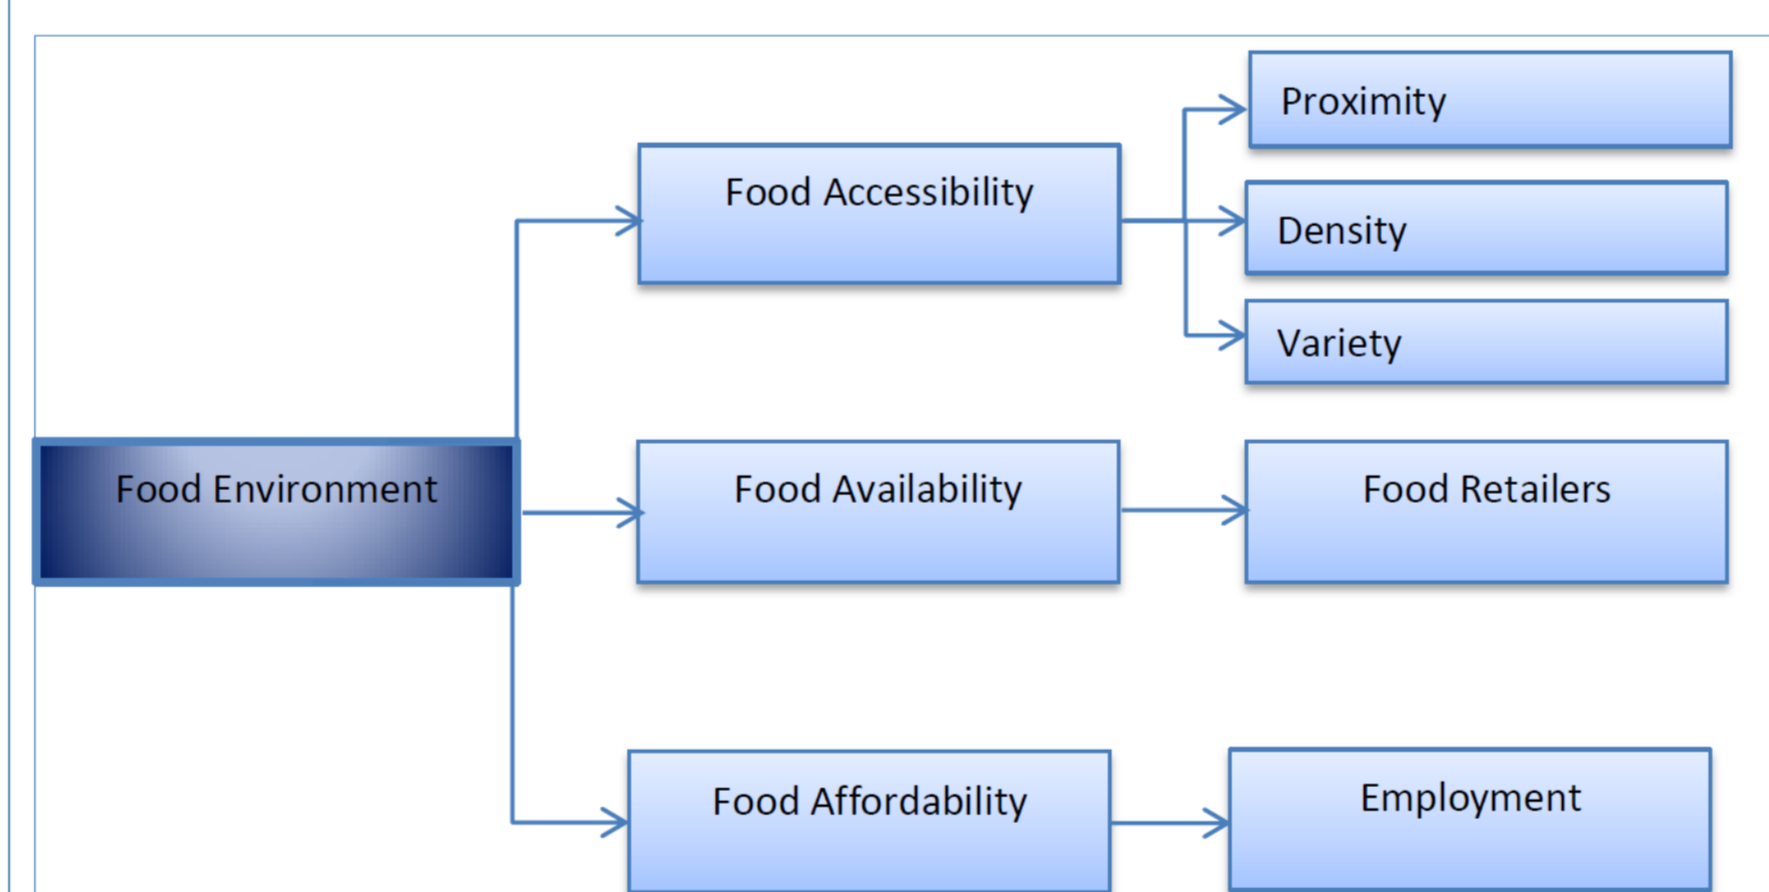 Proximity
Food Accessibility
Density
Variety
Food Environment
Food Availability
Food Retailers
Food Affordability
Employment